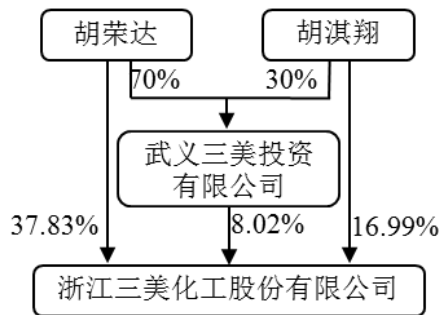 胡荣达
胡淇翔
70%
30%
武义三美投资
有限公司
37.83%
8.02%
16.99%
浙江三美化工股份有限公司